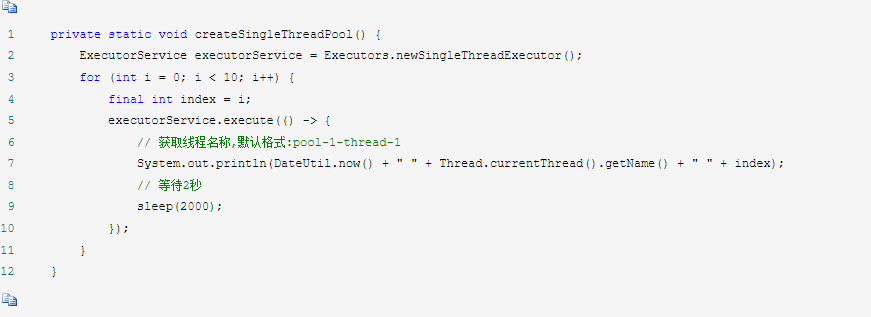 1 private static void createSingleThreadPool() {
2 ExecutorService executorService = Executors.newSingleThreadExecutor();
3 for (int i = 0; i < 10; i++) {
4 final int index = i;
5 executorService.execute(() -> {
6 // 获取线程名称,默认格式:pool-1-thread-1
7 System.out.println(DateUtil.now() + " " + Thread.currentThread().getName() + " " + index);
8 // 等待2秒
9 sleep(2000);
10 });
11 }
12 }